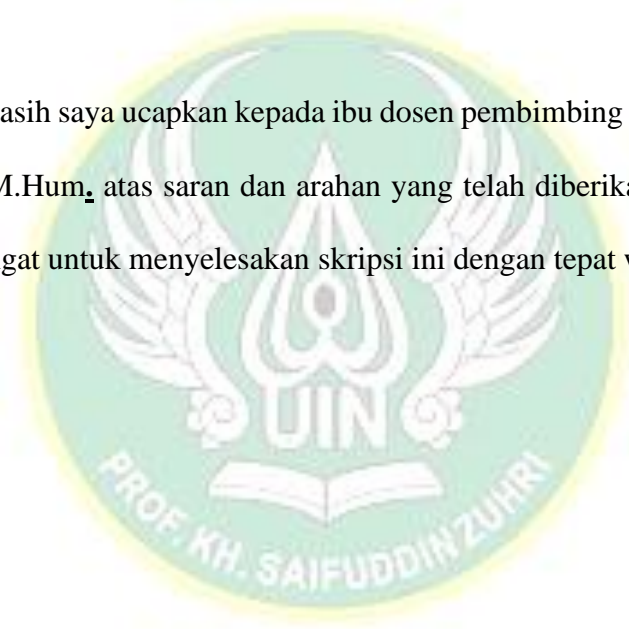 asih saya ucapkan kepada ibu dosen pembimbing
M.Hum. atas saran dan arahan yang telah diberika
gat untuk menyelesakan skripsi ini dengan tepat
UIN
PROF. KH. SAIFUDDIN ZUHRI